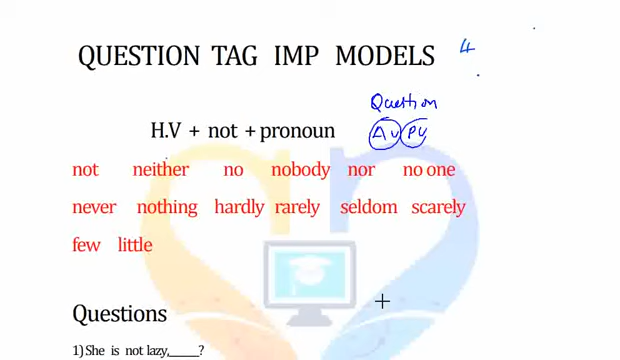 QUESTION TAG IMP MODELS 4
Question
H.V + not + pronoun AV PV
not neither no nobody nor no one
never nothing hardly rarely seldom scarely
few little
Questions
1) She is not lazy,_____?